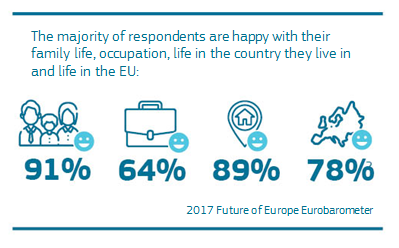 The majority of respondents are happy with their
family life, occupation, life in the country they live in
and life in the EU:
91% 64% 89% 78%
2017 Future of Europe Eurobarometer